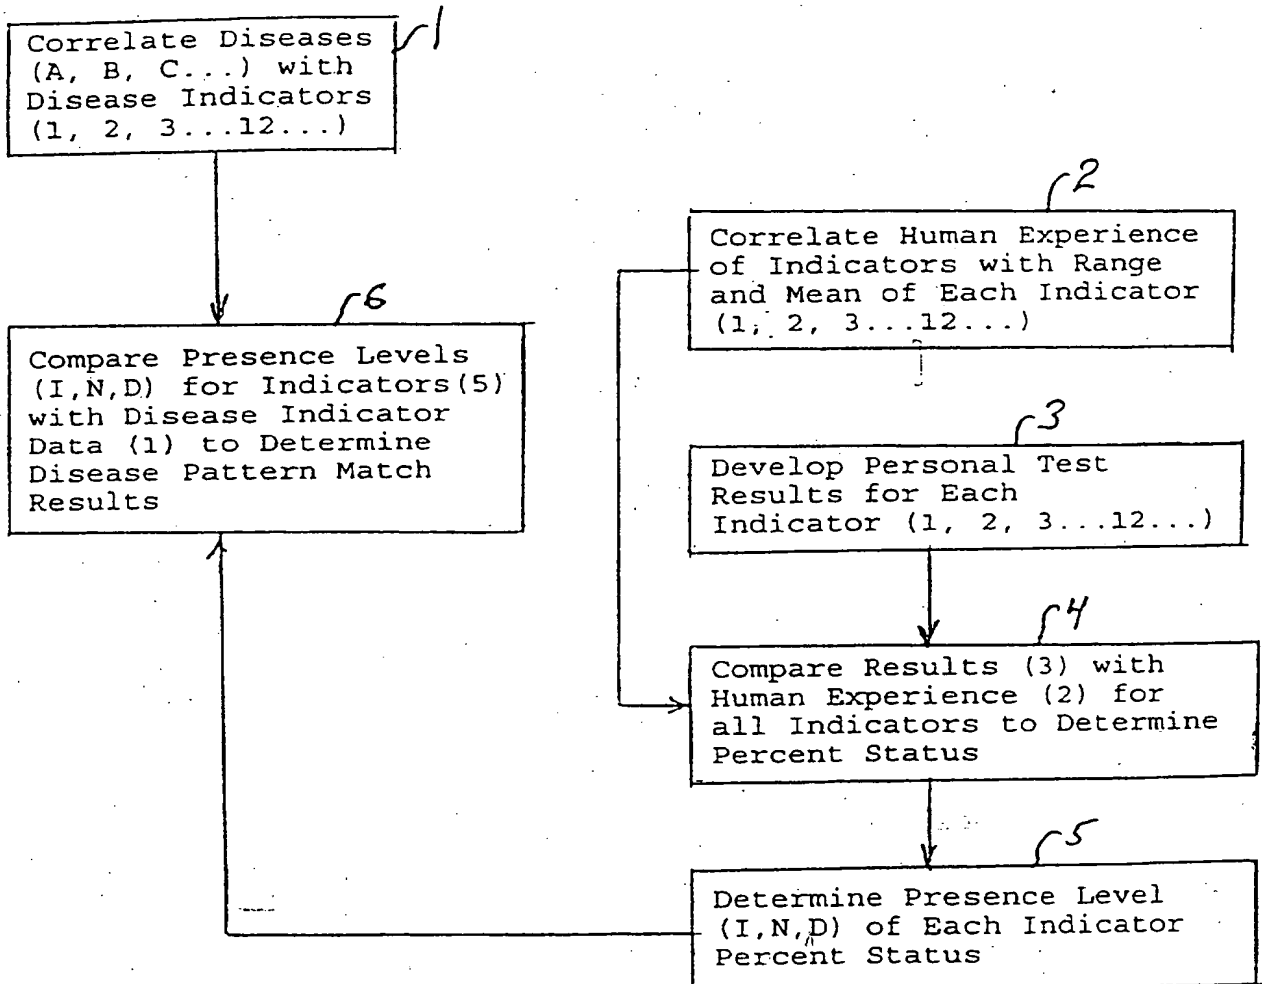 1
Correlate Diseases
(A, B, C...) with
Disease Indicators
(1, 2, 3...12...)
2
Correlate Human Experience
of Indicators with Range
and Mean of Each Indicator
(1, 2, 3...12...)
6
Compare Presence Levels
(I,N,D) for Indicators(5)
with Disease Indicator
Data (1) to Determine
Disease Pattern Match
Results
3
Develop Personal Test
Results for Each
Indicator (1, 2, 3...12...)
4
Compare Results (3) with
Human Experience (2) for
all Indicators to Determine
Percent Status
5
Determine Presence Level
(I,N,D) of Each Indicator
Percent Status